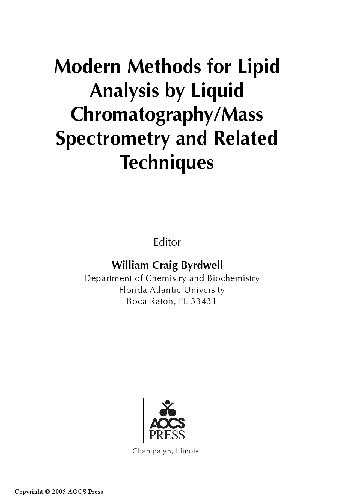 Modern Methods for Lipid
Analysis by Liquid
Chromatography/Mass
Spectrometry and Related
Techniques
Editor
William Craig Byrdwell
Department of Chemistry and Biochemistry
Florida Atlantic University
Boca Raton, FL 33431
AOCS
PRESS
Champaign, Illinois
Copyright © 2005 AOCS Press